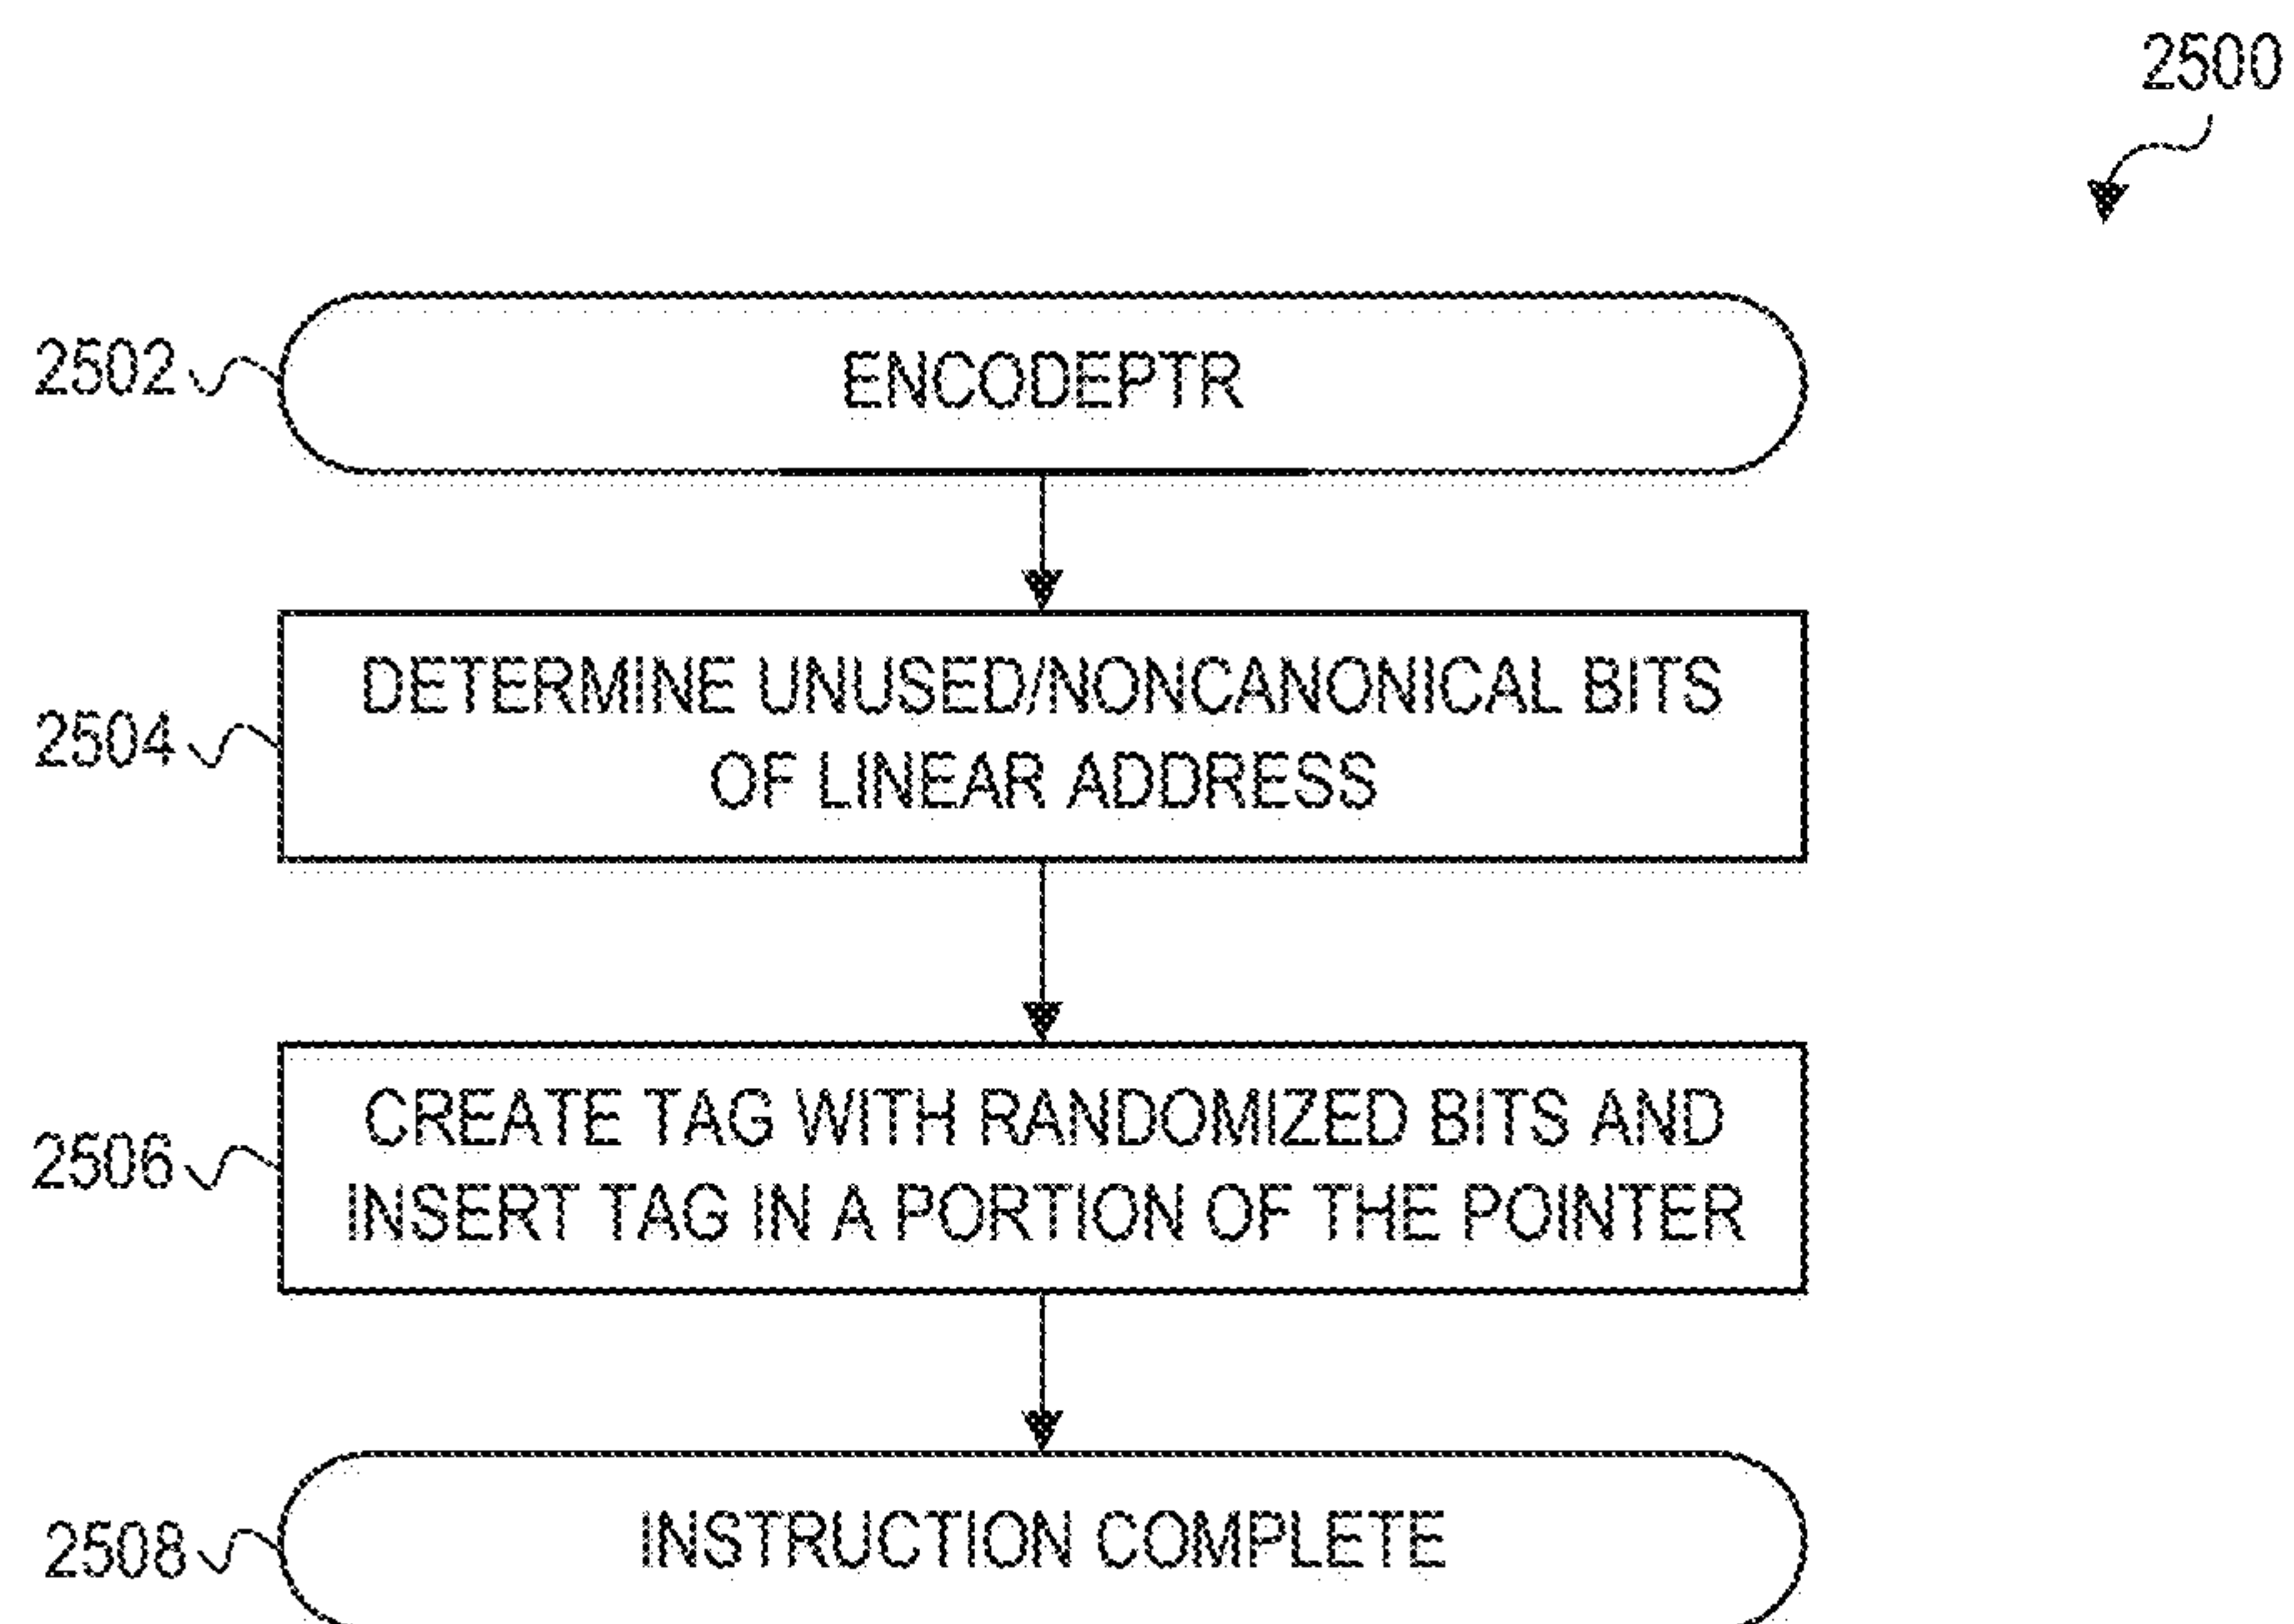 2500
2502
ENCODEPTR
2504
DETERMINE UNUSED/NONCANONICAL BITS
OF LINEAR ADDRESS
2506
CREATE TAG WITH RANDOMIZED BITS AND
INSERT TAG IN A PORTION OF THE POINTER
2508
INSTRUCTION COMPLETE